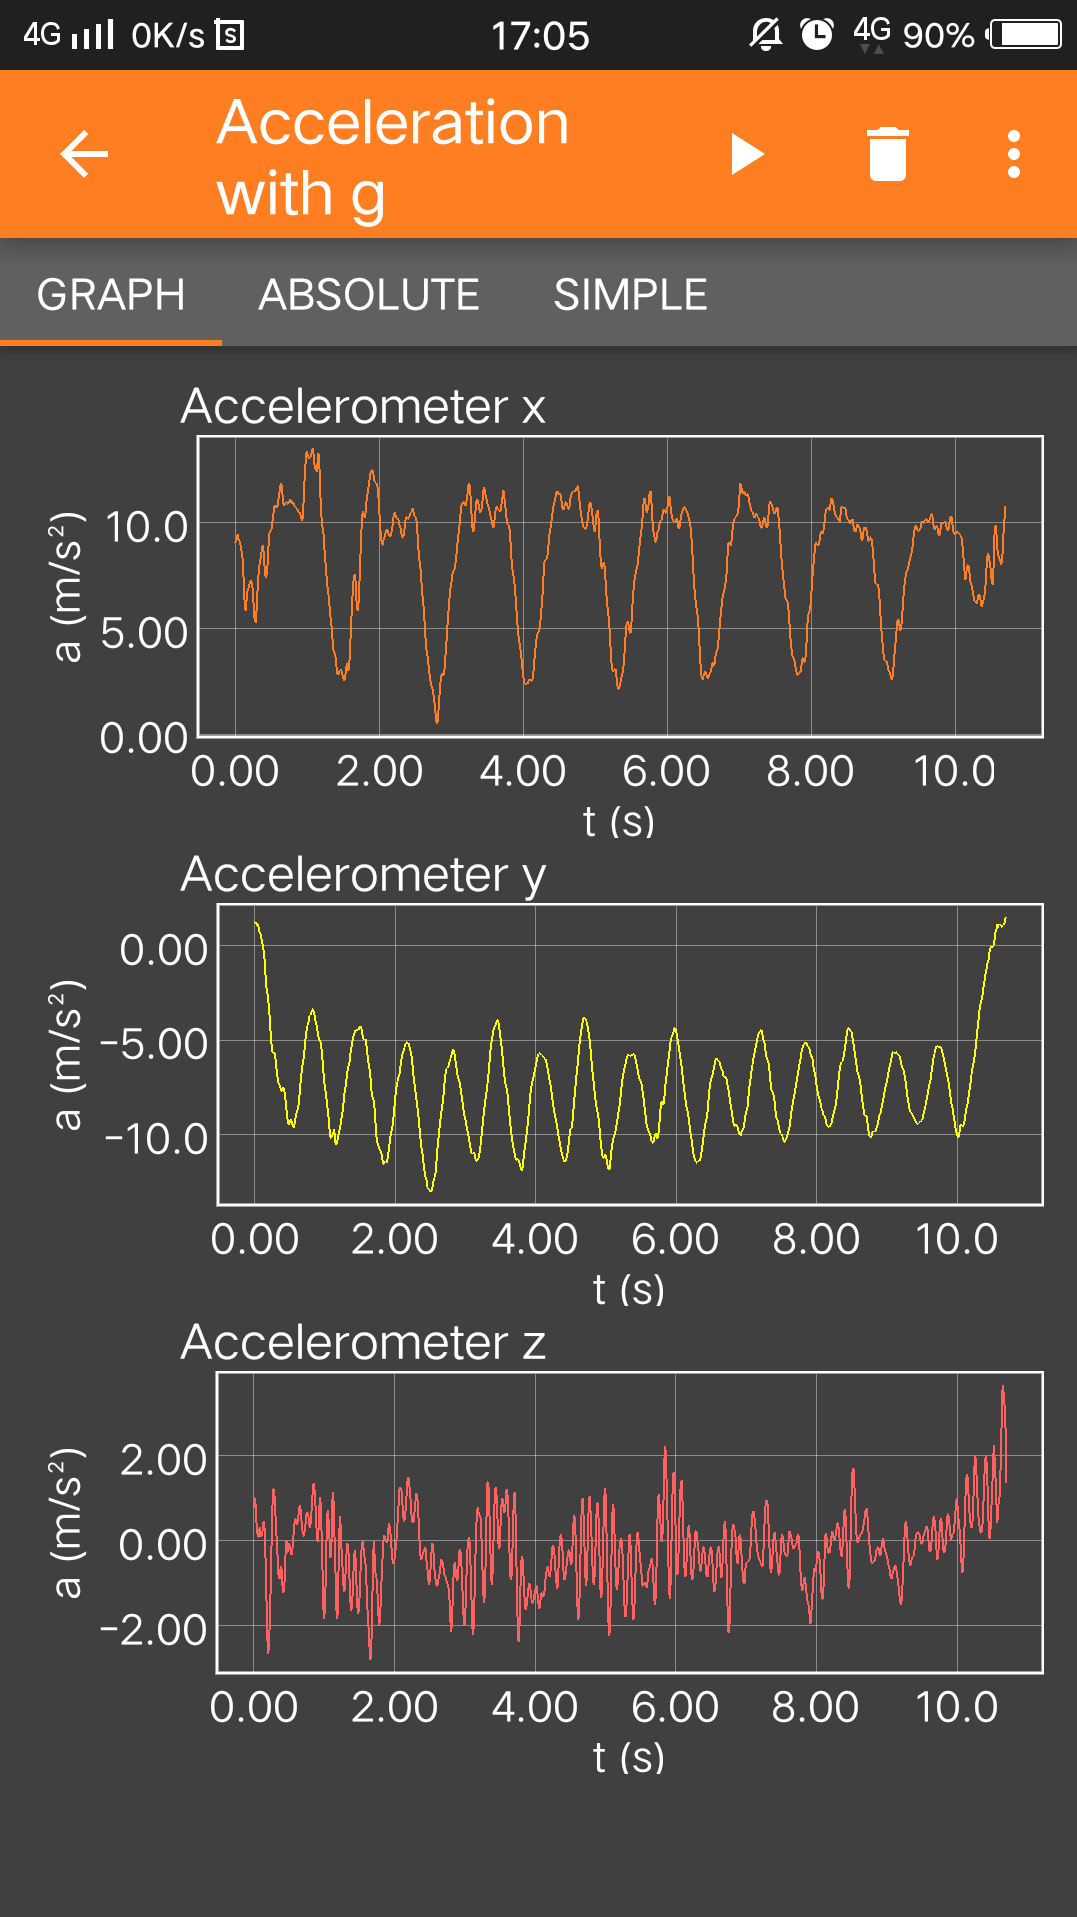 4G 0K/s S 17:05 4G 90%
Acceleration
with g
GRAPH ABSOLUTE SIMPLE
Accelerometer x
a (m/s²)
10.0
5.00
0.00
0.00 2.00 4.00 6.00 8.00 10.0
t (s)
Accelerometer y
a (m/s²)
0.00
−5.00
−10.0
0.00 2.00 4.00 6.00 8.00 10.0
t (s)
Accelerometer z
a (m/s²)
2.00
0.00
−2.00
0.00 2.00 4.00 6.00 8.00 10.0
t (s)